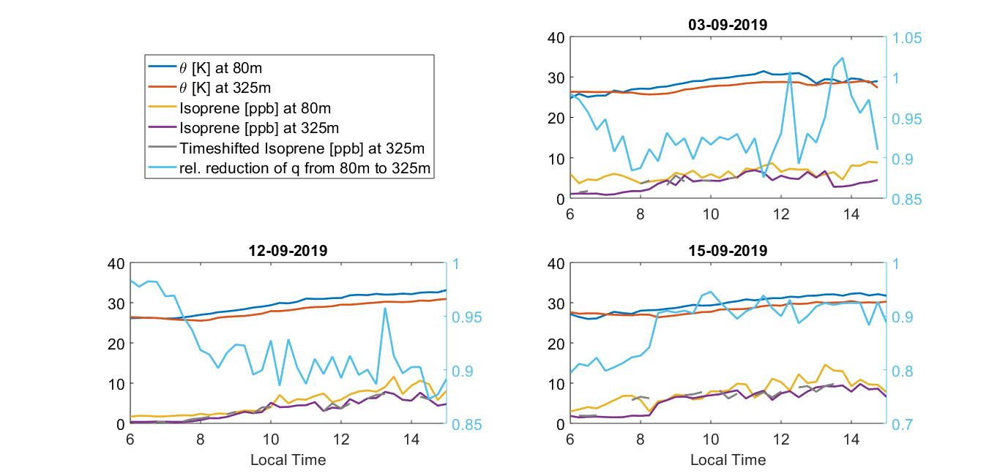 03-09-2019
θ [K] at 80m
θ [K] at 325m
Isoprene [ppb] at 80m
Isoprene [ppb] at 325m
Timeshifted Isoprene [ppb] at 325m
rel. reduction of q from 80m to 325m
40
30
20
10
0
1.05
1
0.95
0.9
0.85
6 8 10 12 14
12-09-2019
40
30
20
10
0
1
0.95
0.9
0.85
6 8 10 12 14
Local Time
15-09-2019
40
30
20
10
0
1
0.9
0.8
0.7
6 8 10 12 14
Local Time